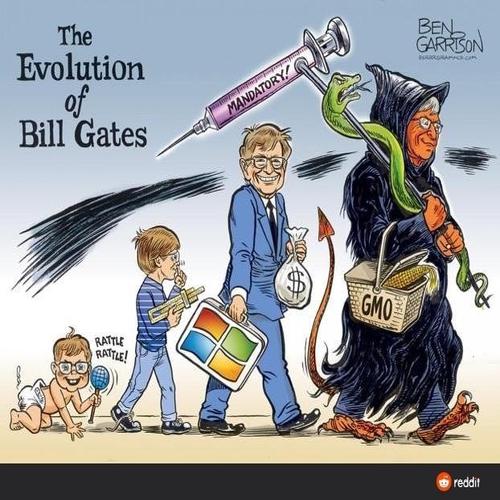 The
Evolution
of
Bill Gates
BEN
GARRISON
MANDATORY!
RATTLE
RATTLE!
$
GMO
reddit